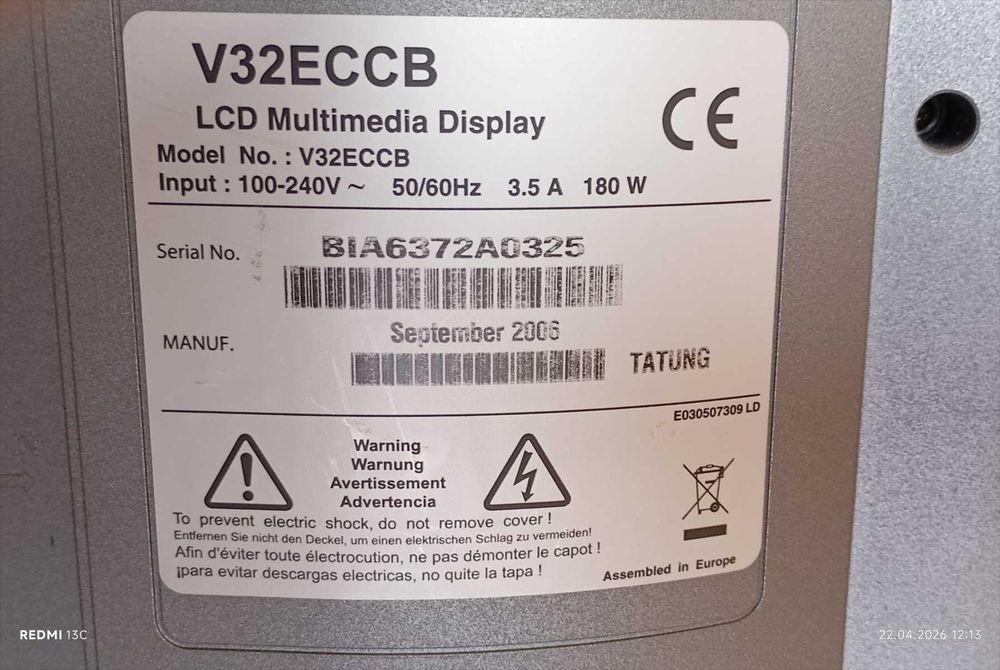 V32ECCB
LCD Multimedia Display
CE
Model No. : V32ECCB
Input : 100-240V ~ 50/60Hz 3.5 A 180 W
Serial No. BIA6372A0325
MANUF. September 2006 TATUNG
E030507309 LD
Warning
Warnung
Avertissement
Advertencia
To prevent electric shock, do not remove cover !
Entfernen Sie nicht den Deckel, um einen elektrischen Schlag zu vermeiden!
Afin d'éviter toute électrocution, ne pas démonter le capot !
¡para evitar descargas electricas, no quite la tapa !
Assembled in Europe
REDMI 13C
22.04.2026 12:13